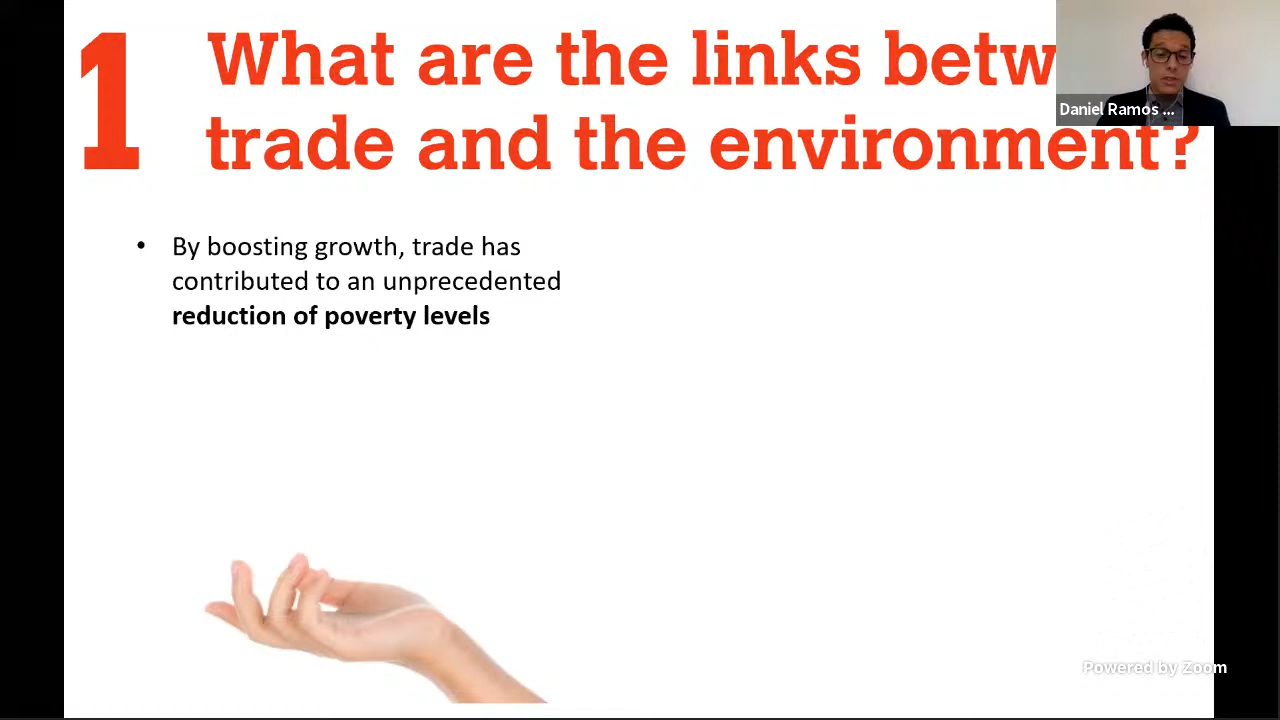 1
What are the links betw
trade and the environment?
Daniel Ramos ...
• By boosting growth, trade has
contributed to an unprecedented
reduction of poverty levels
Powered by Zoom